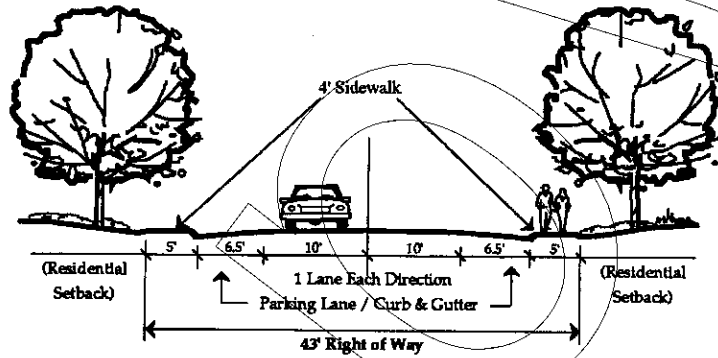 4' Sidewalk
5' 6.5' 10' 10' 6.5' 5'
(Residential
Setback)
1 Lane Each Direction
Parking Lane / Curb & Gutter
(Residential
Setback)
43' Right of Way